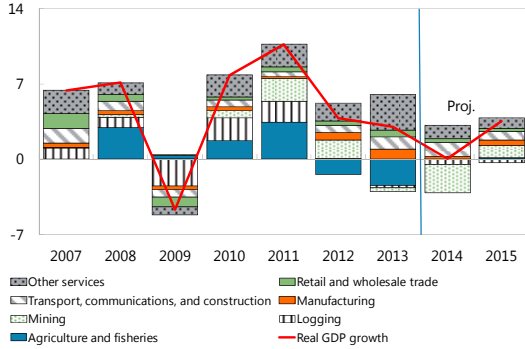 14
7
Proj.
0
-7
2007 2008 2009 2010 2011 2012 2013 2014 2015
Other services Retail and wholesale trade
Transport, communications, and construction Manufacturing
Mining Logging
Agriculture and fisheries Real GDP growth